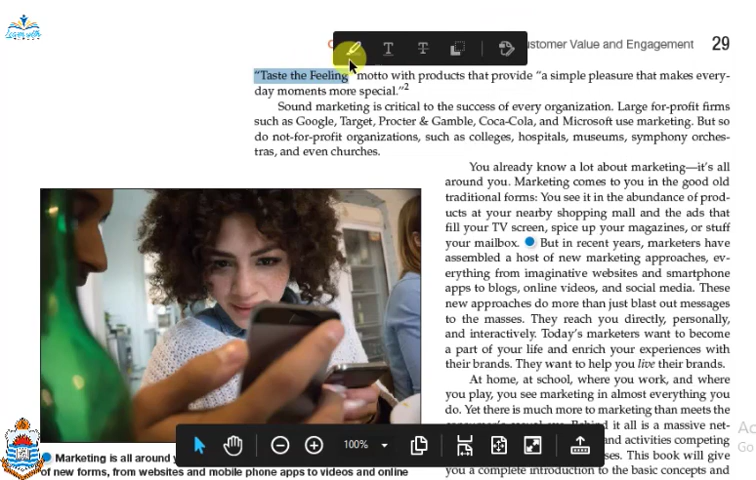 ustomer Value and Engagement 29
“Taste the Feeling” motto with products that provide “a simple pleasure that makes every-
day moments more special.”2
Sound marketing is critical to the success of every organization. Large for-profit firms
such as Google, Target, Procter & Gamble, Coca-Cola, and Microsoft use marketing. But so
do not-for-profit organizations, such as colleges, hospitals, museums, symphony orches-
tras, and even churches.
You already know a lot about marketing—it’s all
around you. Marketing comes to you in the good old
traditional forms: You see it in the abundance of prod-
ucts at your nearby shopping mall and the ads that
fill your TV screen, spice up your magazines, or stuff
your mailbox. But in recent years, marketers have
assembled a host of new marketing approaches, ev-
erything from imaginative websites and smartphone
apps to blogs, online videos, and social media. These
new approaches do more than just blast out messages
to the masses. They reach you directly, personally,
and interactively. Today’s marketers want to become
a part of your life and enrich your experiences with
their brands. They want to help you live their brands.
At home, at school, where you work, and where
you play, you see marketing in almost everything you
do. Yet there is much more to marketing than meets the
it all is a massive net-
and activities competing
This book will give
you a complete introduction to the basic concepts and
Marketing is all around y
of new forms, from websites and mobile phone apps to videos and online
100%
Go